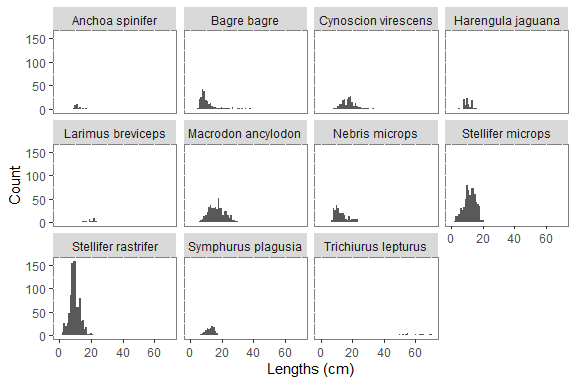 Anchoa spinifer Bagre bagre Cynoscion virescens Harengula jaguana
150
100
50
0
Larimus breviceps Macrodon ancylodon Nebris microps Stellifer microps
150
100
50
0
Count
0 20 40 60
Stellifer rastrifer Symphurus plagusia Trichiurus lepturus
150
100
50
0
0 20 40 60 0 20 40 60 0 20 40 60
Lengths (cm)